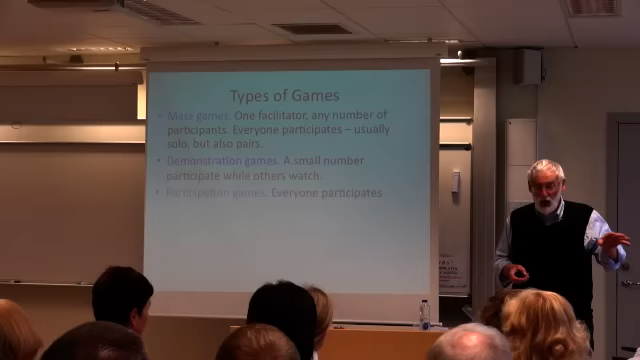 Types of Games
• Mass games. One facilitator, any number of
participants. Everyone participates – usually
solo, but also pairs.
• Demonstration games. A small number
participate while others watch.
• Participation games. Everyone participates